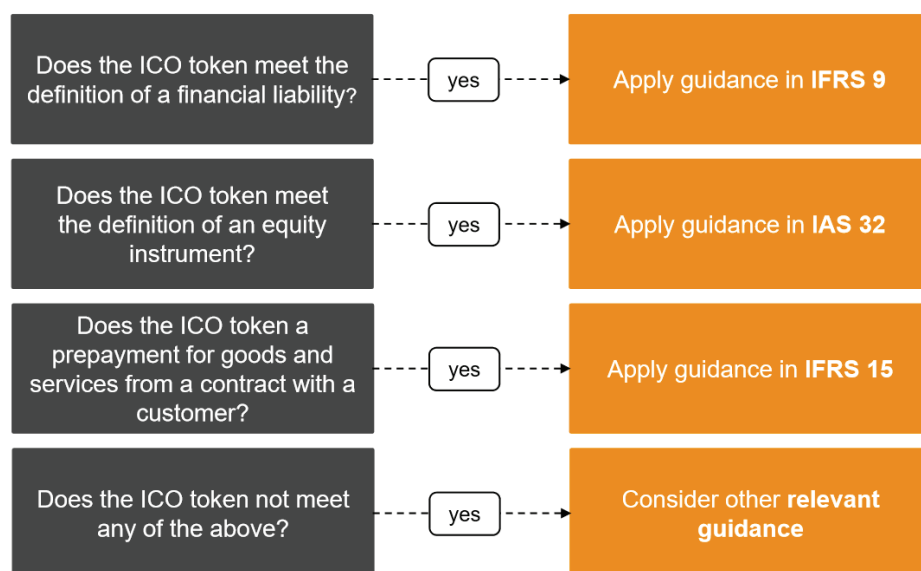 Does the ICO token meet the
definition of a financial liability?
yes
Apply guidance in IFRS 9
Does the ICO token meet
the definition of an equity
instrument?
yes
Apply guidance in IAS 32
Does the ICO token a
prepayment for goods and
services from a contract with a
customer?
yes
Apply guidance in IFRS 15
Does the ICO token not meet
any of the above?
yes
Consider other relevant
guidance